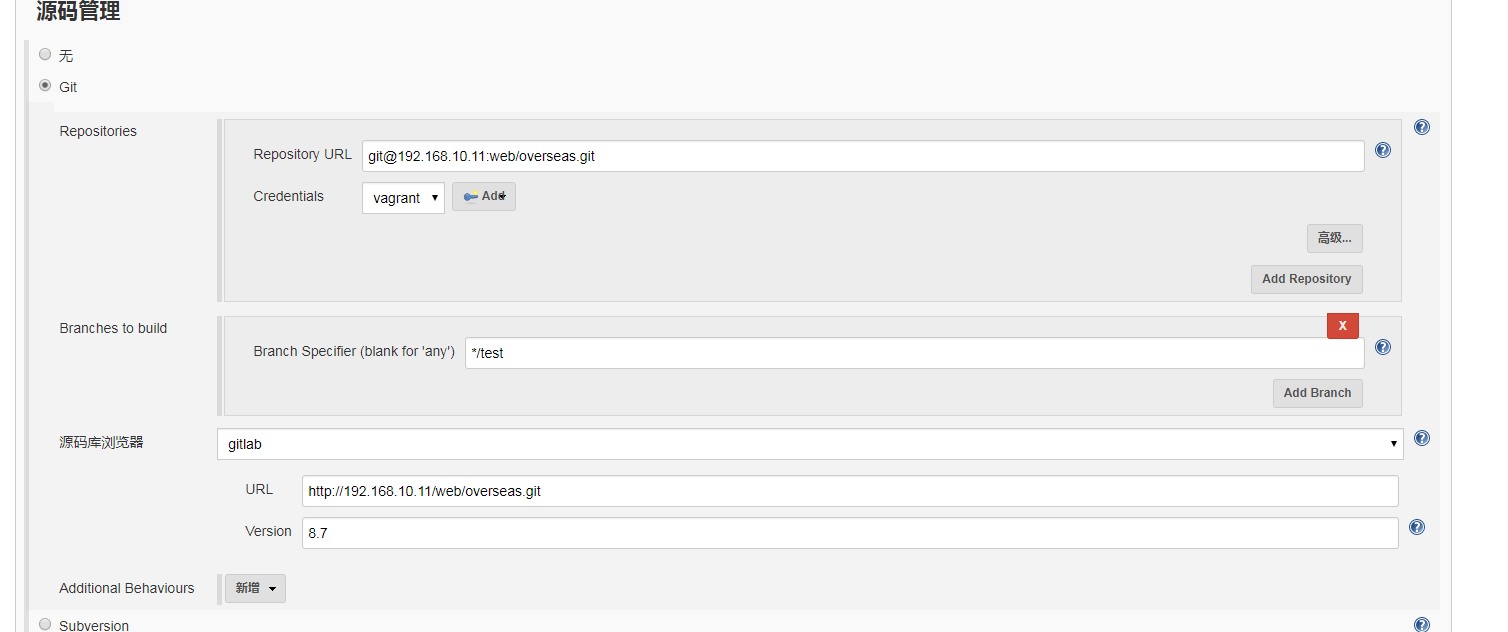 源码管理
无
Git
Repositories
Repository URL git@192.168.10.11:web/overseas.git
Credentials vagrant Add
高级...
Add Repository
Branches to build
X
Branch Specifier (blank for 'any') */test
Add Branch
源码库浏览器 gitlab
URL http://192.168.10.11/web/overseas.git
Version 8.7
Additional Behaviours 新增
Subversion